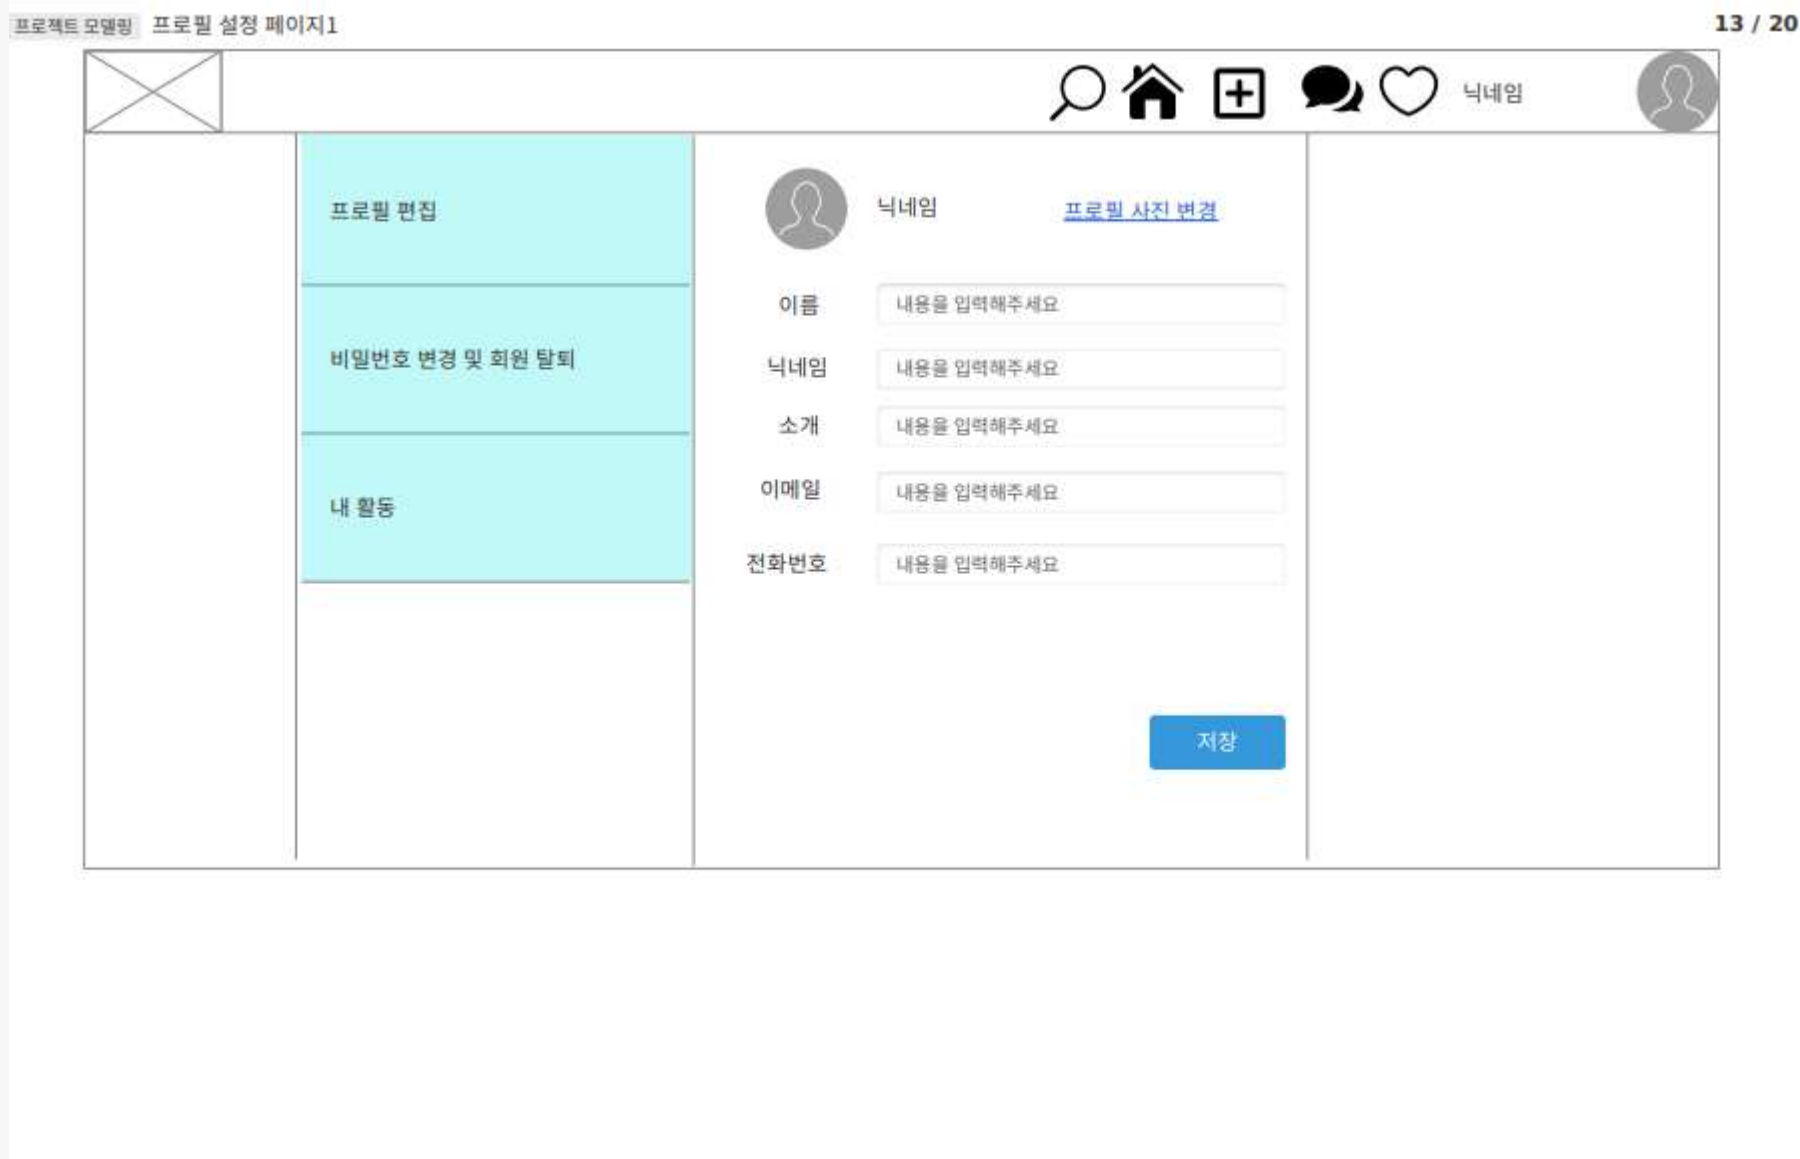 프로젝트 모델링 프로필 설정 페이지1
13 / 20
닉네임
프로필 편집
비밀번호 변경 및 회원 탈퇴
내 활동
닉네임 프로필 사진 변경
이름 내용을 입력해주세요
닉네임 내용을 입력해주세요
소개 내용을 입력해주세요
이메일 내용을 입력해주세요
전화번호 내용을 입력해주세요
저장